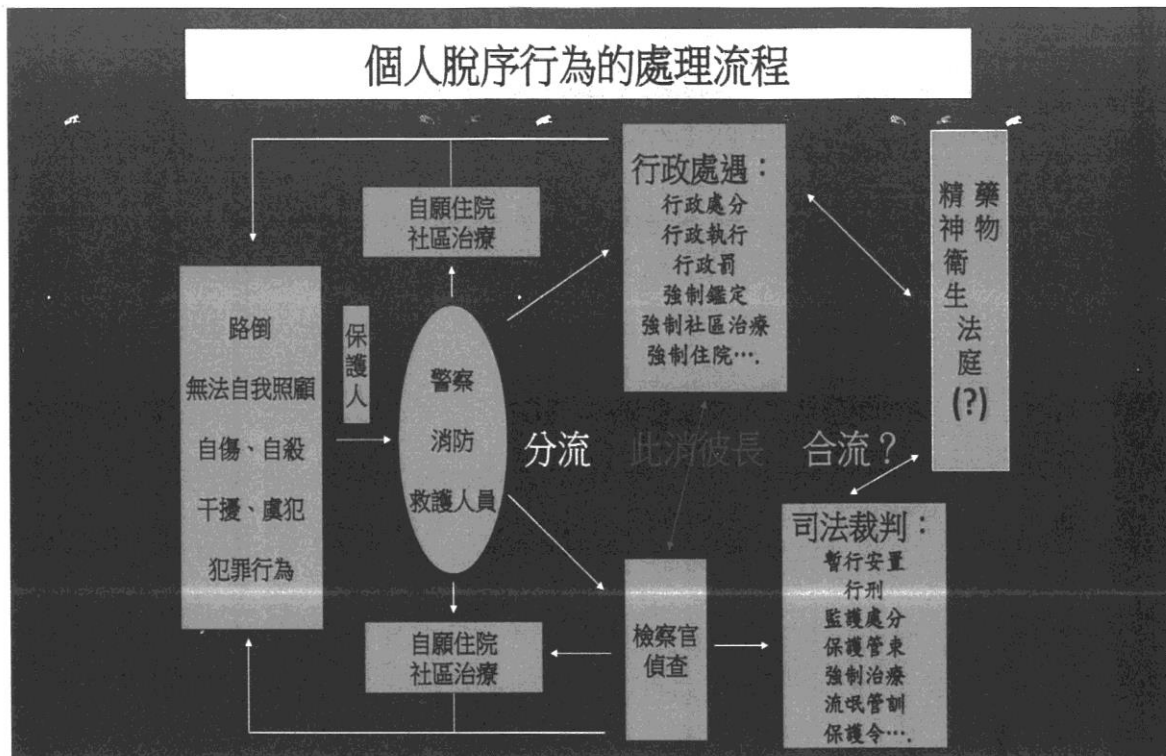 個人脫序行為的處理流程
自願住院
社區治療
行政處遇：
行政處分
行政執行
行政罰
強制鑑定
強制社區治療
強制住院….
藥物
精神衛生
法庭
(?)
路倒
無法自我照顧
自傷、自殺
干擾、虞犯
犯罪行為
保護人
警察
消防
救護人員
分流
此消彼長
合流？
自願住院
社區治療
檢察官
偵查
司法裁判：
暫行安置
行刑
監護處分
保護管束
強制治療
流氓管訓
保護令….